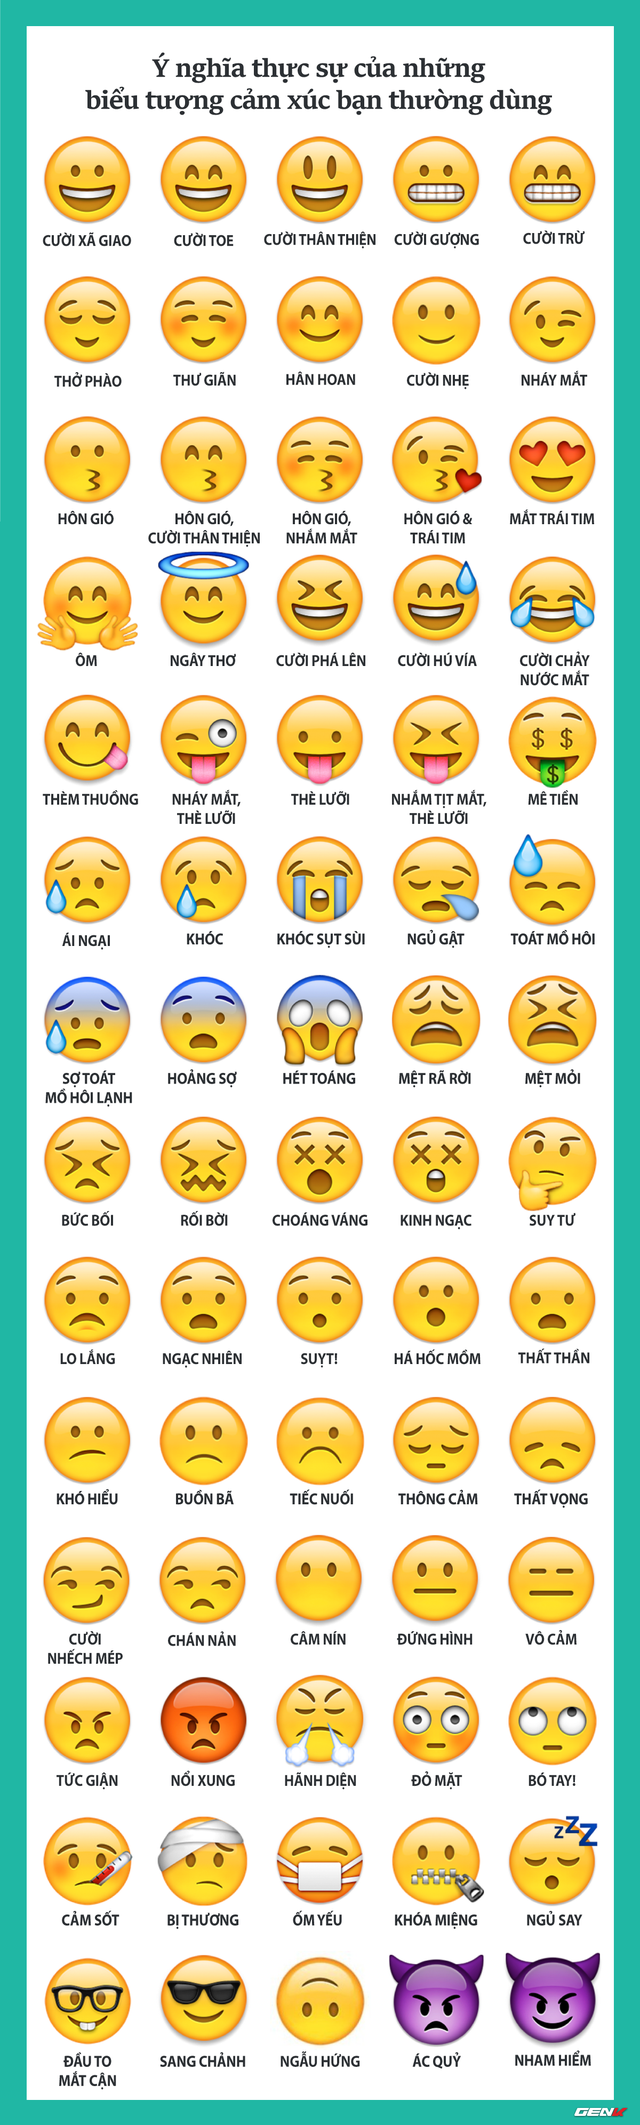 Ý nghĩa thực sự của những
biểu tượng cảm xúc bạn thường dùng
CƯỜI XÃ GIAO
CƯỜI TOE
CƯỜI THÂN THIỆN
CƯỜI GƯỢNG
CƯỜI TRỪ
THỞ PHÀO
THƯ GIÃN
HÂN HOAN
CƯỜI NHẸ
NHÁY MẮT
HÔN GIÓ
HÔN GIÓ,
CƯỜI THÂN THIỆN
HÔN GIÓ,
NHẮM MẮT
HÔN GIÓ &
TRÁI TIM
MẮT TRÁI TIM
ÔM
NGÂY THƠ
CƯỜI PHÁ LÊN
CƯỜI HÚ VÍA
CƯỜI CHẢY
NƯỚC MẮT
THÈM THUỒNG
NHÁY MẮT,
THÈ LƯỠI
THÈ LƯỠI
NHẮM TỊT MẮT,
THÈ LƯỠI
MÊ TIỀN
ÁI NGẠI
KHÓC
KHÓC SỤT SÙI
NGỦ GẬT
TOÁT MỒ HÔI
SỢ TOÁT
MỒ HÔI LẠNH
HOẢNG SỢ
HÉT TOÁNG
MỆT RÃ RỜI
MỆT MỎI
BỨC BỐI
RỐI BỜI
CHOÁNG VÁNG
KINH NGẠC
SUY TƯ
LO LẮNG
NGẠC NHIÊN
SUỴT!
HÁ HỐC MỒM
THẤT THẦN
KHÓ HIỂU
BUỒN BÃ
TIẾC NUỐI
THÔNG CẢM
THẤT VỌNG
CƯỜI
NHẾCH MÉP
CHÁN NẢN
CÂM NÍN
ĐỨNG HÌNH
VÔ CẢM
TỨC GIẬN
NỔI XUNG
HÃNH DIỆN
ĐỎ MẶT
BÓ TAY!
zZZ
CẢM SỐT
BỊ THƯƠNG
ỐM YẾU
KHÓA MIỆNG
NGỦ SAY
ĐẦU TO
MẮT CẬN
SANG CHẢNH
NGẪU HỨNG
ÁC QUỶ
NHAM HIỂM
GENK